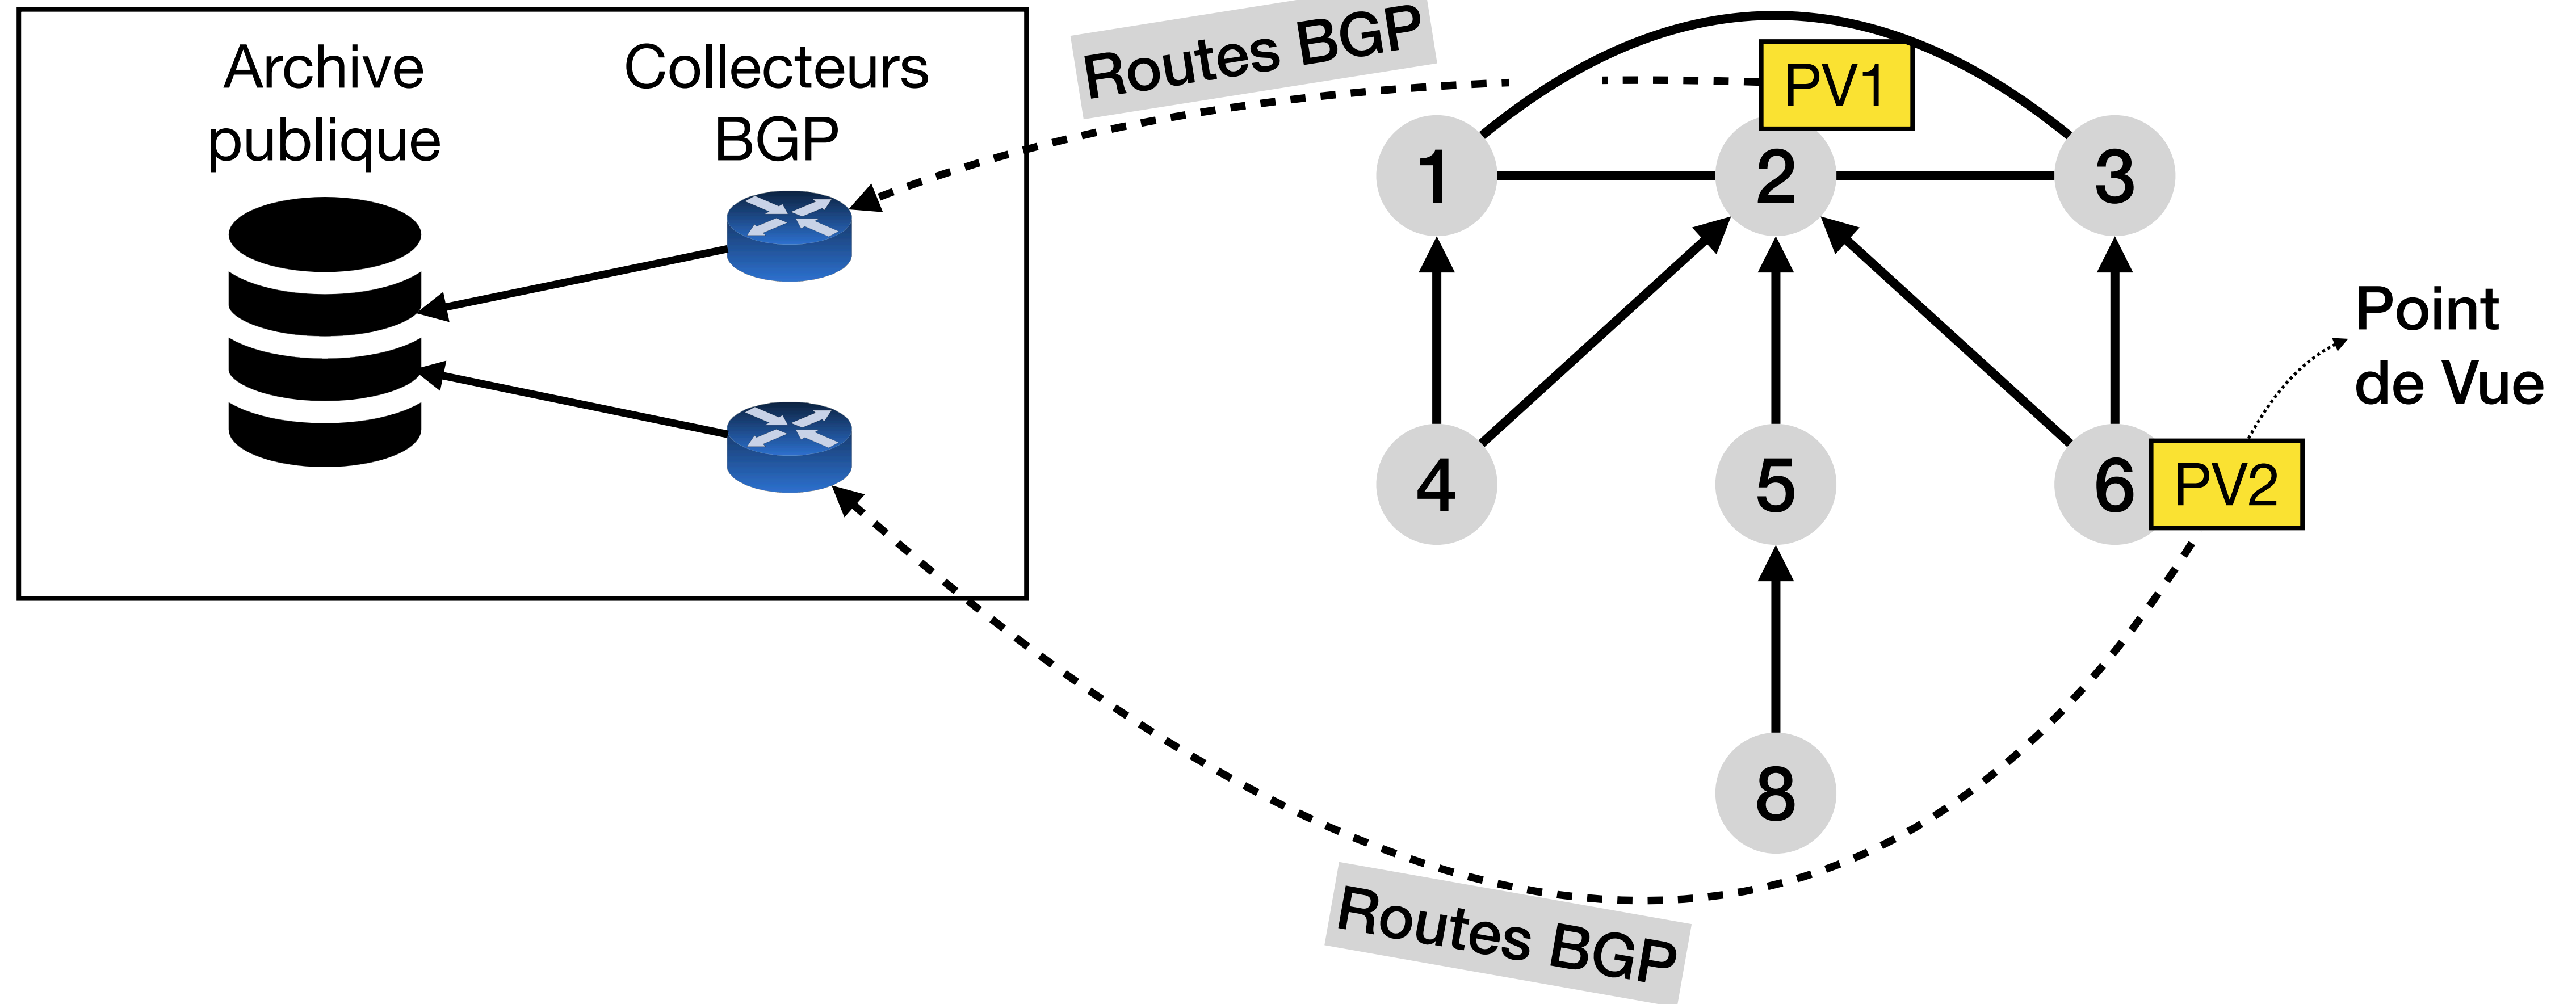 Archive
publique
Collecteurs
BGP
Routes BGP
PV1
1
2
3
Point
de Vue
4
5
6
PV2
8
Routes BGP